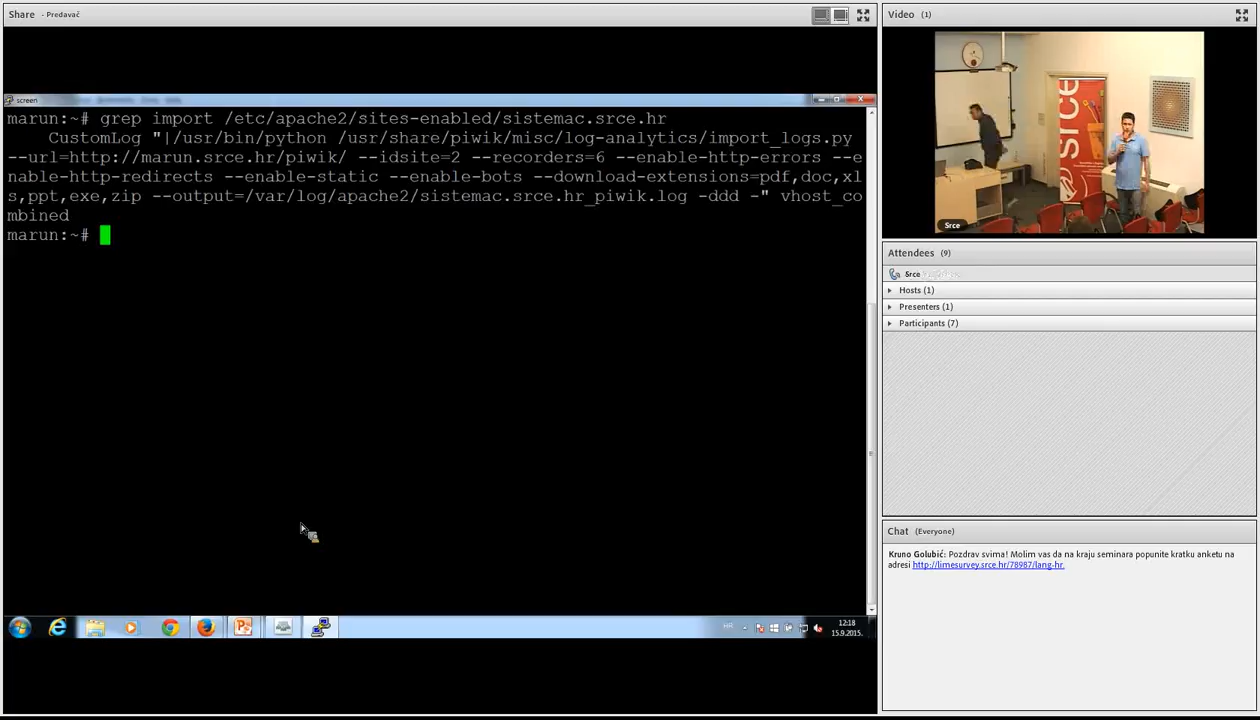 Share - Predavač
screen
marun:~# grep import /etc/apache2/sites-enabled/sistemac.srce.hr
CustomLog "|/usr/bin/python /usr/share/piwik/misc/log-analytics/import_logs.py
--url=http://marun.srce.hr/piwik/ --idsite=2 --recorders=6 --enable-http-errors --e
nable-http-redirects --enable-static --enable-bots --download-extensions=pdf,doc,xl
s,ppt,exe,zip --output=/var/log/apache2/sistemac.srce.hr_piwik.log -ddd -" vhost_co
mbined
marun:~#
HR
12:18
15.9.2015.
Video (1)
srce
Srce
Attendees (9)
Srce
Hosts (1)
Presenters (1)
Participants (7)
Chat (Everyone)
Kruno Golubić: Pozdrav svima! Molim vas da na kraju seminara popunite kratku anketu na
adresi http://limesurvey.srce.hr/78987/lang-hr.